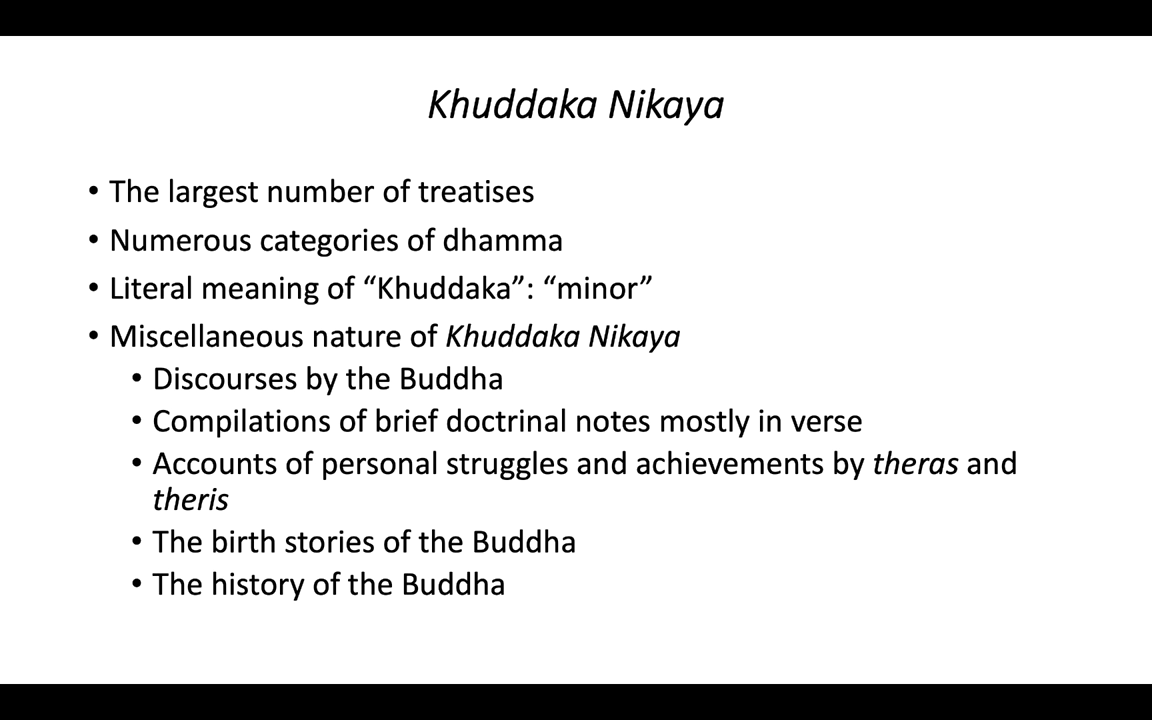 Khuddaka Nikaya
• The largest number of treatises
• Numerous categories of dhamma
• Literal meaning of “Khuddaka”: “minor”
• Miscellaneous nature of Khuddaka Nikaya
• Discourses by the Buddha
• Compilations of brief doctrinal notes mostly in verse
• Accounts of personal struggles and achievements by theras and
theris
• The birth stories of the Buddha
• The history of the Buddha